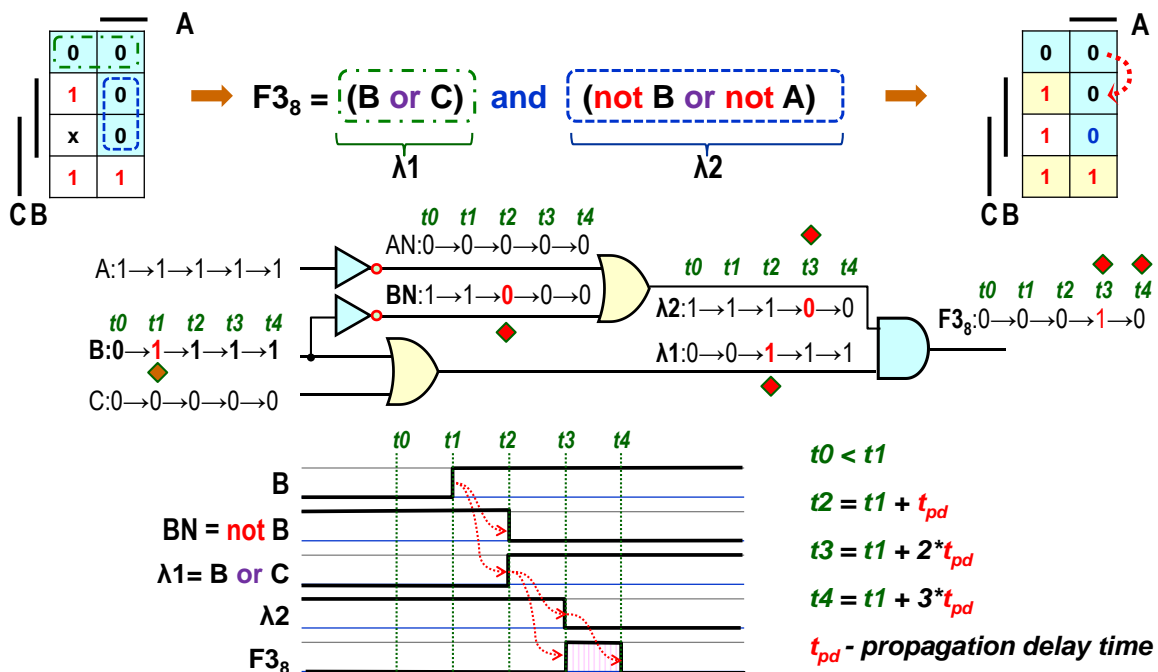 A
0 0
1 0
x 0
1 1
C B
F3₈ = (B or C) and (not B or not A)
λ1
λ2
A
0 0
1 0
1 0
1 1
C B
t0 t1 t2 t3 t4
AN:0→0→0→0→0
A:1→1→1→1→1
BN:1→1→0→0→0
t0 t1 t2 t3 t4
B:0→1→1→1→1
C:0→0→0→0→0
t0 t1 t2 t3 t4
λ2:1→1→1→0→0
λ1:0→0→1→1→1
t0 t1 t2 t3 t4
F3₈:0→0→0→1→0
t0 t1 t2 t3 t4
B
BN = not B
λ1= B or C
λ2
F3₈
t0 < t1
t2 = t1 + tpd
t3 = t1 + 2*tpd
t4 = t1 + 3*tpd
tpd - propagation delay time